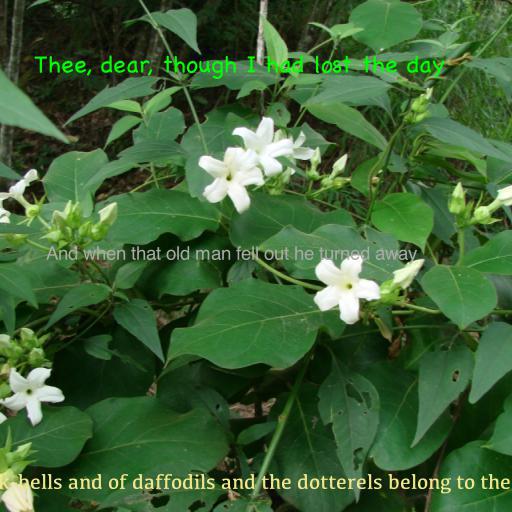 Thee, dear, though I had lost the day
And when that old man fell out he turned away
bells and of daffodils and the dotterels belong to the